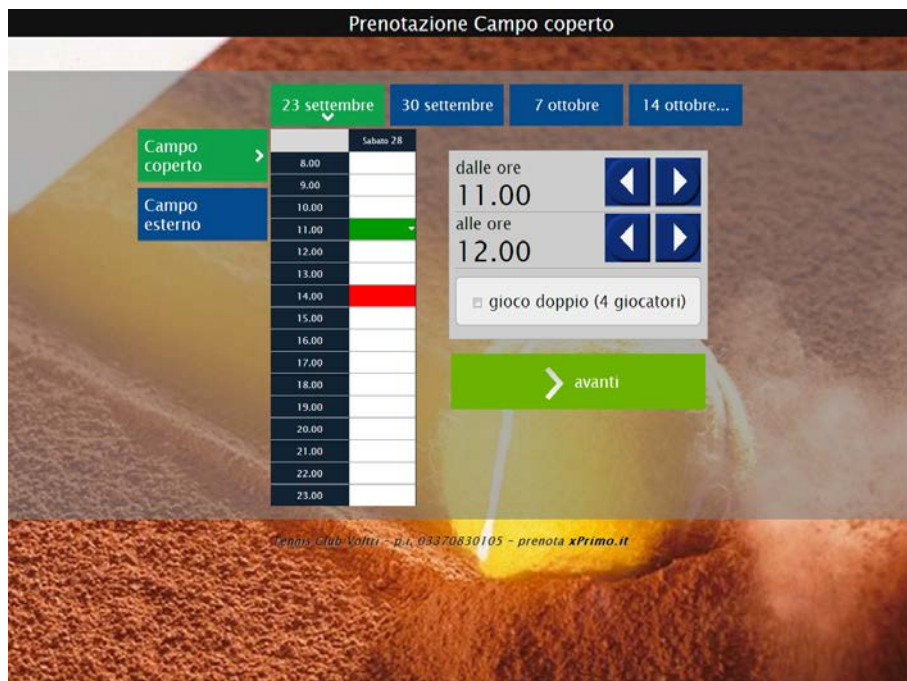 Prenotazione Campo coperto
23 settembre
30 settembre
7 ottobre
14 ottobre...
Campo
coperto
Campo
esterno
Sabato 28
8.00
9.00
10.00
11.00
12.00
13.00
14.00
15.00
16.00
17.00
18.00
19.00
20.00
21.00
22.00
23.00
dalle ore
11.00
alle ore
12.00
gioco doppio (4 giocatori)
avanti
Tennis Club Voltri - p.i. 03370830105 - prenota xPrimo.it